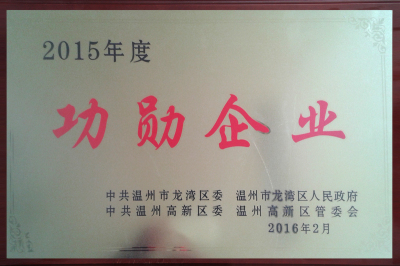 2015年度
功勋企业
中共温州市龙湾区委 温州市龙湾区人民政府
中共温州高新区委 温州高新区管委会
2016年2月